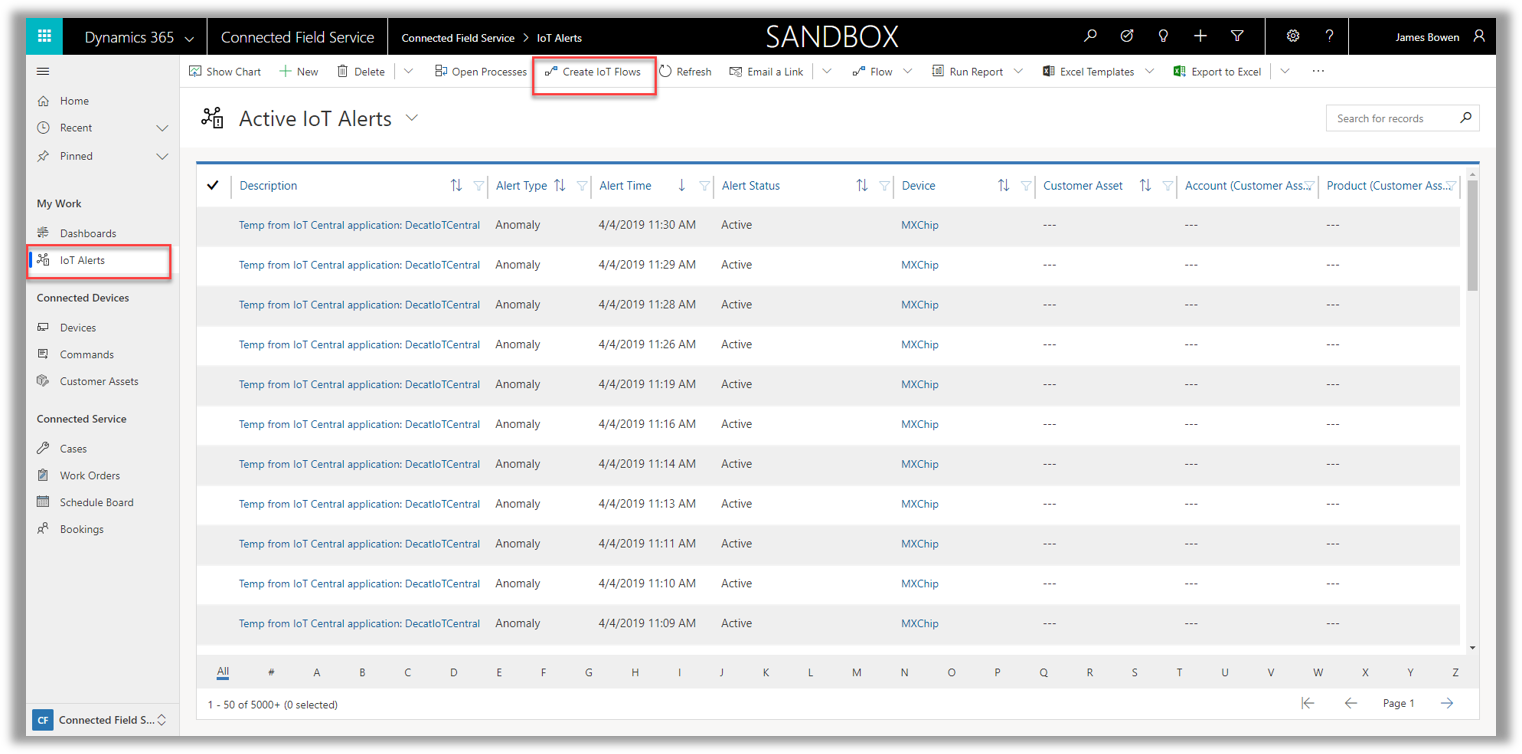 Dynamics 365 Connected Field Service Connected Field Service > IoT Alerts SANDBOX + ? James Bowen
Show Chart New Delete Open Processes Create IoT Flows Refresh Email a Link Flow Run Report Excel Templates Export to Excel ...
Home
Recent
Pinned
My Work
Dashboards
IoT Alerts
Connected Devices
Devices
Commands
Customer Assets
Connected Service
Cases
Work Orders
Schedule Board
Bookings
CF Connected Field S...
Active IoT Alerts
Search for records
Description Alert Type Alert Time Alert Status Device Customer Asset Account (Customer Ass... Product (Customer Ass...
Temp from IoT Central application: DecatIoTCentral Anomaly 4/4/2019 11:30 AM Active MXChip --- --- ---
Temp from IoT Central application: DecatIoTCentral Anomaly 4/4/2019 11:29 AM Active MXChip --- --- ---
Temp from IoT Central application: DecatIoTCentral Anomaly 4/4/2019 11:28 AM Active MXChip --- --- ---
Temp from IoT Central application: DecatIoTCentral Anomaly 4/4/2019 11:26 AM Active MXChip --- --- ---
Temp from IoT Central application: DecatIoTCentral Anomaly 4/4/2019 11:19 AM Active MXChip --- --- ---
Temp from IoT Central application: DecatIoTCentral Anomaly 4/4/2019 11:16 AM Active MXChip --- --- ---
Temp from IoT Central application: DecatIoTCentral Anomaly 4/4/2019 11:14 AM Active MXChip --- --- ---
Temp from IoT Central application: DecatIoTCentral Anomaly 4/4/2019 11:13 AM Active MXChip --- --- ---
Temp from IoT Central application: DecatIoTCentral Anomaly 4/4/2019 11:11 AM Active MXChip --- --- ---
Temp from IoT Central application: DecatIoTCentral Anomaly 4/4/2019 11:10 AM Active MXChip --- --- ---
Temp from IoT Central application: DecatIoTCentral Anomaly 4/4/2019 11:09 AM Active MXChip --- --- ---
All # A B C D E F G H I J K L M N O P Q R S T U V W X Y Z
1 - 50 of 5000+ (0 selected) Page 1